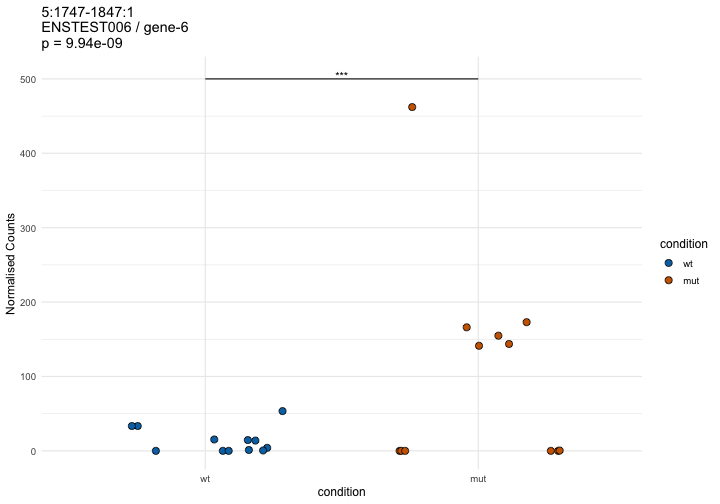 5:1747-1847:1
ENSTEST006 / gene-6
p = 9.94e-09
500
***
400
300
200
100
0
Normalised Counts
wt
mut
condition
condition
wt
mut